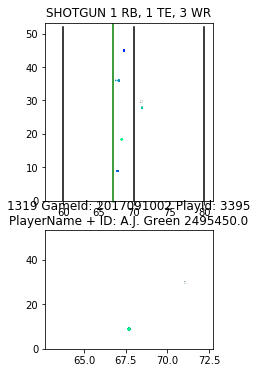 SHOTGUN 1 RB, 1 TE, 3 WR
50
40
30
20
10
0
60 65 70 75 80
1319 GameId: 2017091002 PlayId: 3395
PlayerName + ID: A.J. Green 2495450.0
40
20
0
65.0 67.5 70.0 72.5